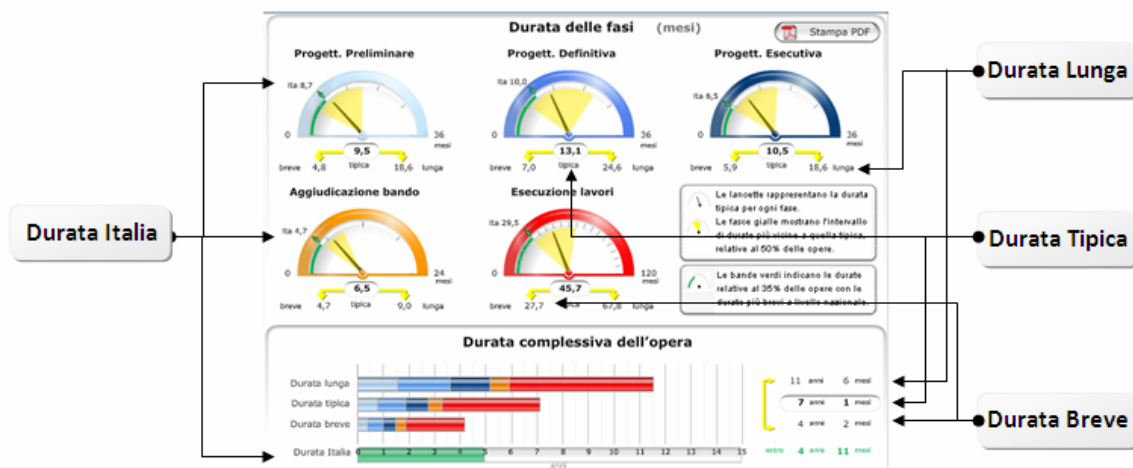 Durata delle fasi (mesi)
Stampa PDF
Progett. Preliminare
Progett. Definitiva
Progett. Esecutiva
Ita 8,7
Ita 10,0
Ita 6,5
0
36
mesi
0
36
mesi
0
36
mesi
9,5
13,1
10,5
breve 4,8 tipica 18,6 lunga
breve 7,0 tipica 24,6 lunga
breve 5,9 tipica 18,6 lunga
Aggiudicazione bando
Esecuzione lavori
Ita 4,7
Ita 29,5
0
24
mesi
0
120
mesi
6,5
45,7
breve 4,7 tipica 9,0 lunga
breve 27,7 tipica 67,8 lunga
Le lancette rappresentano la durata
tipica per ogni fase.
Le fasce gialle mostrano l'intervallo
di durate più vicine a quella tipica,
relative al 50% delle opere.
Le bande verdi indicano le durate
relative al 35% delle opere con le
durate più brevi a livello nazionale.
Durata Italia
Durata Lunga
Durata Tipica
Durata Breve
Durata complessiva dell'opera
Durata lunga
11 anni 6 mesi
Durata tipica
7 anni 1 mesi
Durata breve
4 anni 2 mesi
Durata Italia
0 1 2 3 4 5 6 7 8 9 10 11 12 13 14 15
anni
entro 4 anni 11 mesi